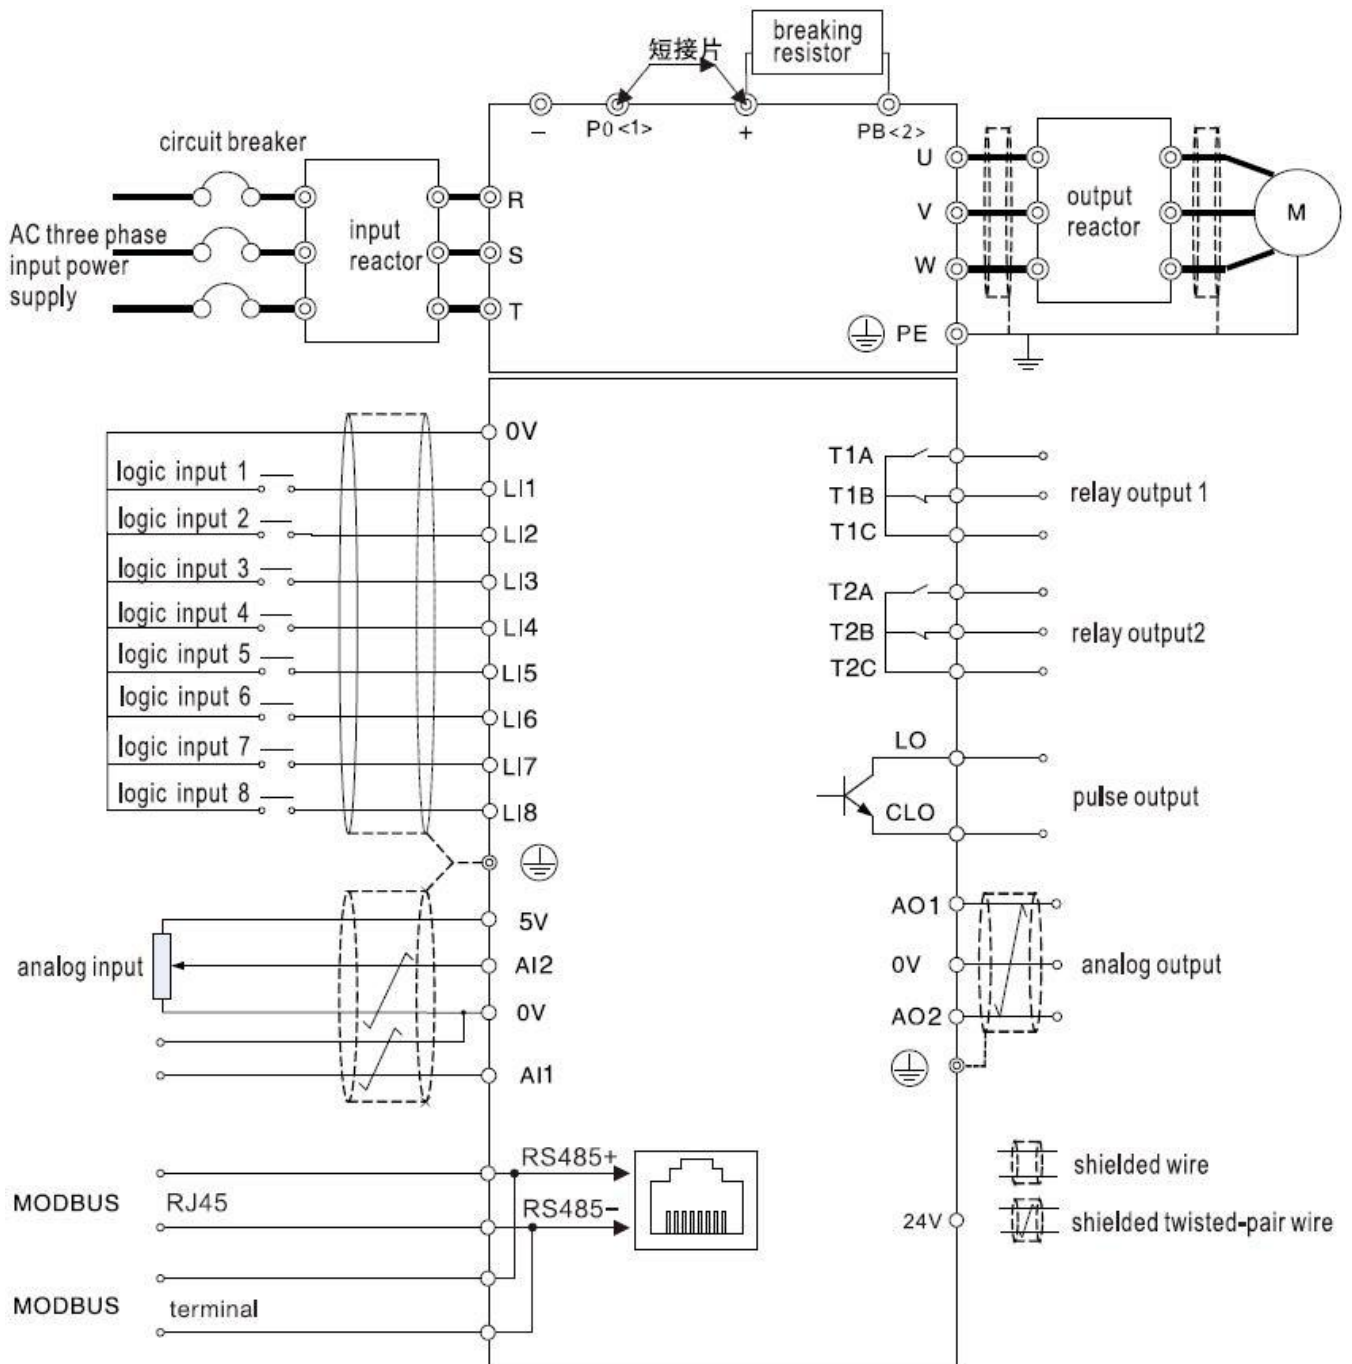 短接片
breaking
resistor
−
P0<1>
+
PB<2>
circuit breaker
AC three phase
input power
supply
input
reactor
R
S
T
U
V
W
PE
output
reactor
M
0V
logic input 1
LI1
logic input 2
LI2
logic input 3
LI3
logic input 4
LI4
logic input 5
LI5
logic input 6
LI6
logic input 7
LI7
logic input 8
LI8
T1A
T1B
T1C
relay output 1
T2A
T2B
T2C
relay output2
LO
CLO
pulse output
analog input
5V
AI2
0V
AI1
AO1
0V
AO2
analog output
MODBUS
RJ45
RS485+
RS485−
MODBUS
terminal
24V
shielded wire
shielded twisted-pair wire